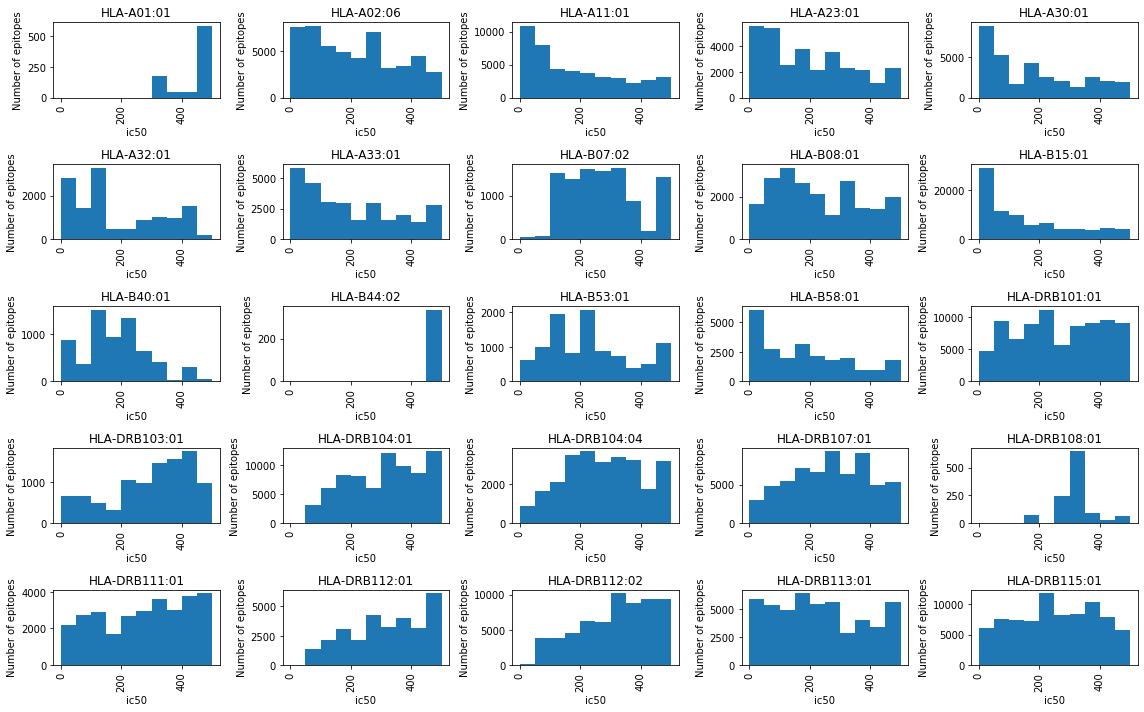 HLA-A01:01 HLA-A02:06 HLA-A11:01 HLA-A23:01 HLA-A30:01
Number of epitopes Number of epitopes Number of epitopes Number of epitopes Number of epitopes
500 250 0 5000 0 10000 5000 0 4000 2000 0 5000 0
0 200 400 0 200 400 0 200 400 0 200 400 0 200 400
ic50 ic50 ic50 ic50 ic50
HLA-A32:01 HLA-A33:01 HLA-B07:02 HLA-B08:01 HLA-B15:01
Number of epitopes Number of epitopes Number of epitopes Number of epitopes Number of epitopes
2000 0 5000 2500 0 1000 0 2000 0 20000 0
0 200 400 0 200 400 0 200 400 0 200 400 0 200 400
ic50 ic50 ic50 ic50 ic50
HLA-B40:01 HLA-B44:02 HLA-B53:01 HLA-B58:01 HLA-DRB101:01
Number of epitopes Number of epitopes Number of epitopes Number of epitopes Number of epitopes
1000 0 200 0 2000 1000 0 5000 2500 0 10000 5000 0
0 200 400 0 200 400 0 200 400 0 200 400 0 200 400
ic50 ic50 ic50 ic50 ic50
HLA-DRB103:01 HLA-DRB104:01 HLA-DRB104:04 HLA-DRB107:01 HLA-DRB108:01
Number of epitopes Number of epitopes Number of epitopes Number of epitopes Number of epitopes
1000 0 10000 5000 0 2000 0 5000 0 500 250 0
0 200 400 0 200 400 0 200 400 0 200 400 0 200 400
ic50 ic50 ic50 ic50 ic50
HLA-DRB111:01 HLA-DRB112:01 HLA-DRB112:02 HLA-DRB113:01 HLA-DRB115:01
Number of epitopes Number of epitopes Number of epitopes Number of epitopes Number of epitopes
4000 2000 0 5000 2500 0 10000 5000 0 5000 2500 0 10000 5000 0
0 200 400 0 200 400 0 200 400 0 200 400 0 200 400
ic50 ic50 ic50 ic50 ic50